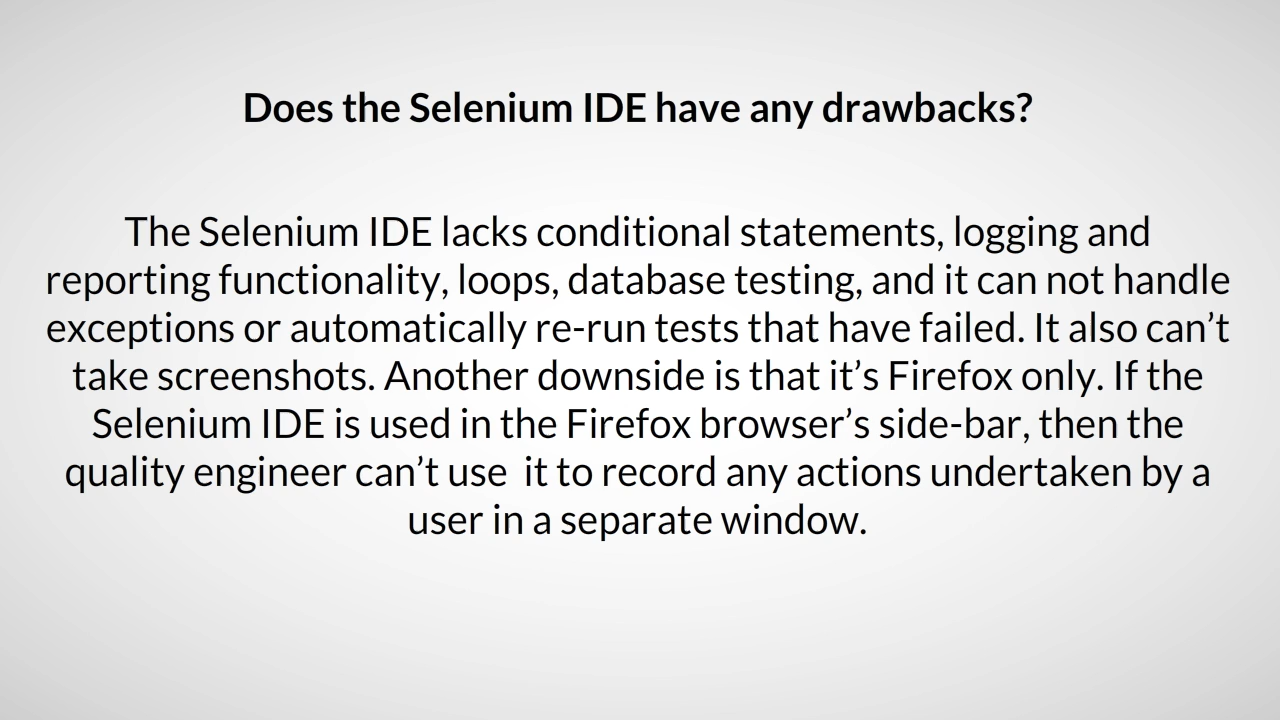 Does the Selenium IDE have any drawbacks?
The Selenium IDE lacks conditional statements, logging and
reporting functionality, loops, database testing, and it can not handle
exceptions or automatically re-run tests that have failed. It also can’t
take screenshots. Another downside is that it’s Firefox only. If the
Selenium IDE is used in the Firefox browser’s side-bar, then the
quality engineer can’t use  it to record any actions undertaken by a
user in a separate window.